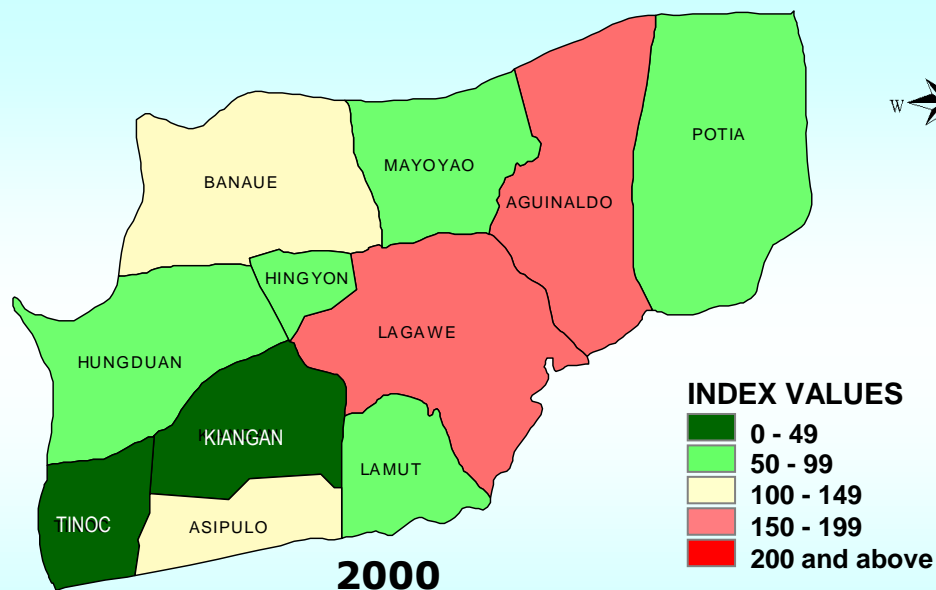 POTIA
W
MAYOYAO
BANAUE
AGUINALDO
HINGYON
LAGAWE
HUNGDUAN
INDEX VALUES
0 - 49
KIANGAN
50 - 99
LAMUT
100 - 149
TINOC
ASIPULO
150 - 199
200 and above
2000